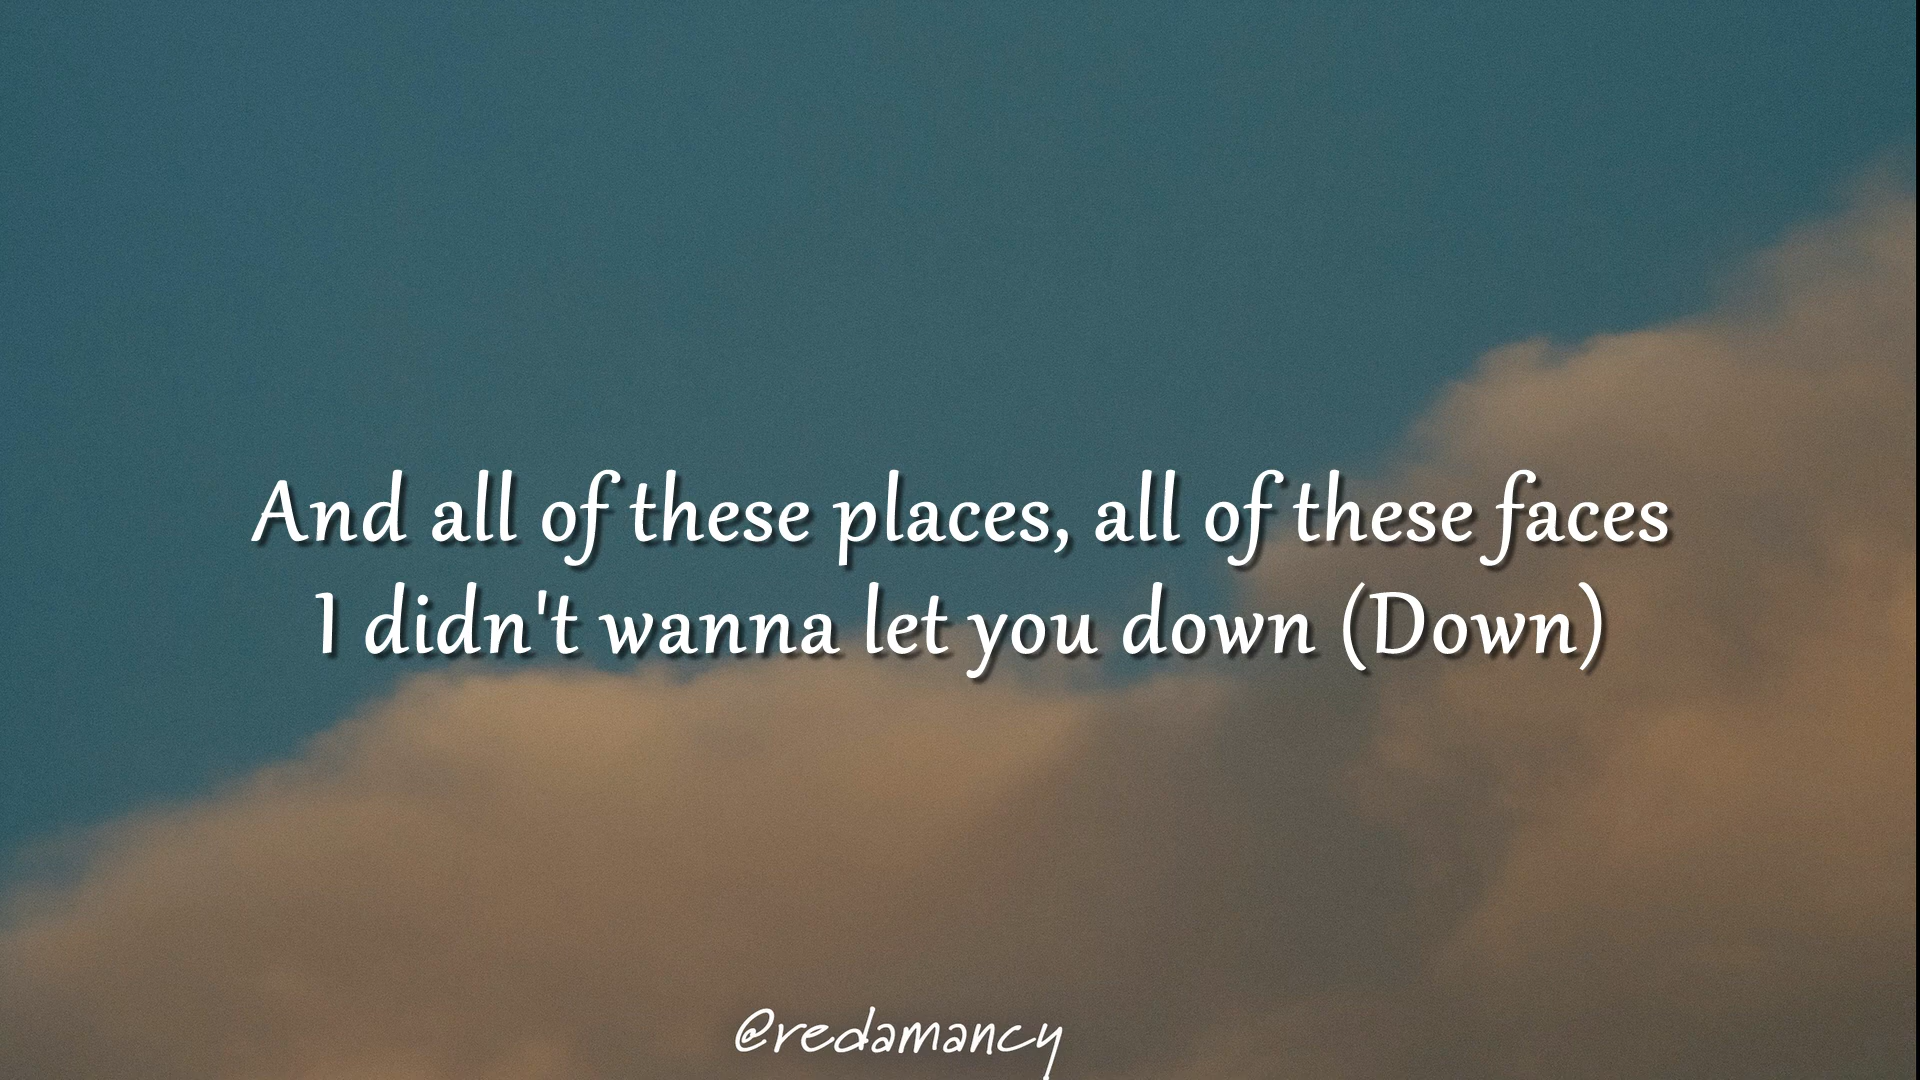 And all of these places, all of these faces
I didn't wanna let you down (Down)
@redamancy